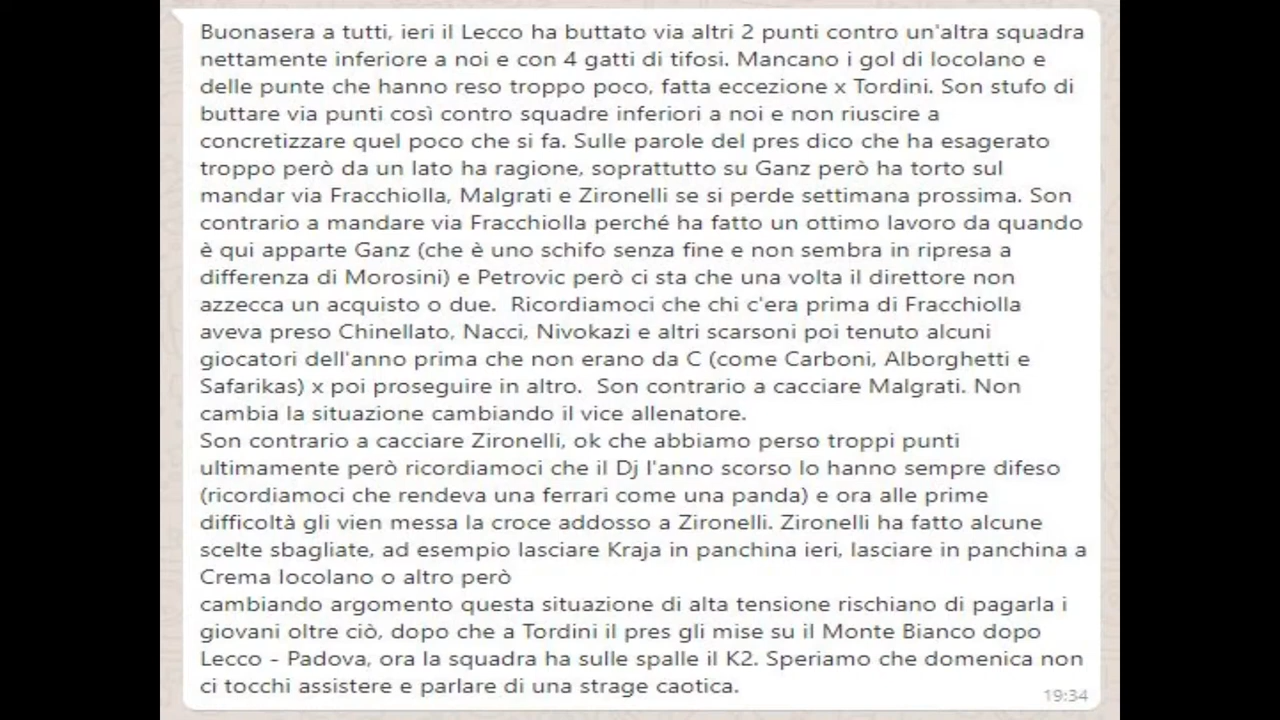 Buonasera a tutti, ieri il Lecco ha buttato via altri 2 punti contro un'altra squadra
nettamente inferiore a noi e con 4 gatti di tifosi. Mancano i gol di Iocolano e
delle punte che hanno reso troppo poco, fatta eccezione x Tordini. Son stufo di
buttare via punti così contro squadre inferiori a noi e non riuscire a
concretizzare quel poco che si fa. Sulle parole del pres dico che ha esagerato
troppo però da un lato ha ragione, soprattutto su Ganz però ha torto sul
mandar via Fracchiolla, Malgrati e Zironelli se si perde settimana prossima. Son
contrario a mandare via Fracchiolla perché ha fatto un ottimo lavoro da quando
è qui apparte Ganz (che è uno schifo senza fine e non sembra in ripresa a
differenza di Morosini) e Petrovic però ci sta che una volta il direttore non
azzecca un acquisto o due.  Ricordiamoci che chi c'era prima di Fracchiolla
aveva preso Chinellato, Nacci, Nivokazi e altri scarsoni poi tenuto alcuni
giocatori dell'anno prima che non erano da C (come Carboni, Alborghetti e
Safarikas) x poi proseguire in altro.  Son contrario a cacciare Malgrati. Non
cambia la situazione cambiando il vice allenatore.
Son contrario a cacciare Zironelli, ok che abbiamo perso troppi punti
ultimamente però ricordiamoci che il Dj l'anno scorso lo hanno sempre difeso
(ricordiamoci che rendeva una ferrari come una panda) e ora alle prime
difficoltà gli vien messa la croce addosso a Zironelli. Zironelli ha fatto alcune
scelte sbagliate, ad esempio lasciare Kraja in panchina ieri, lasciare in panchina a
Crema Iocolano o altro però
cambiando argomento questa situazione di alta tensione rischiano di pagarla i
giovani oltre ciò, dopo che a Tordini il pres gli mise su il Monte Bianco dopo
Lecco - Padova, ora la squadra ha sulle spalle il K2. Speriamo che domenica non
ci tocchi assistere e parlare di una strage caotica.
19:34